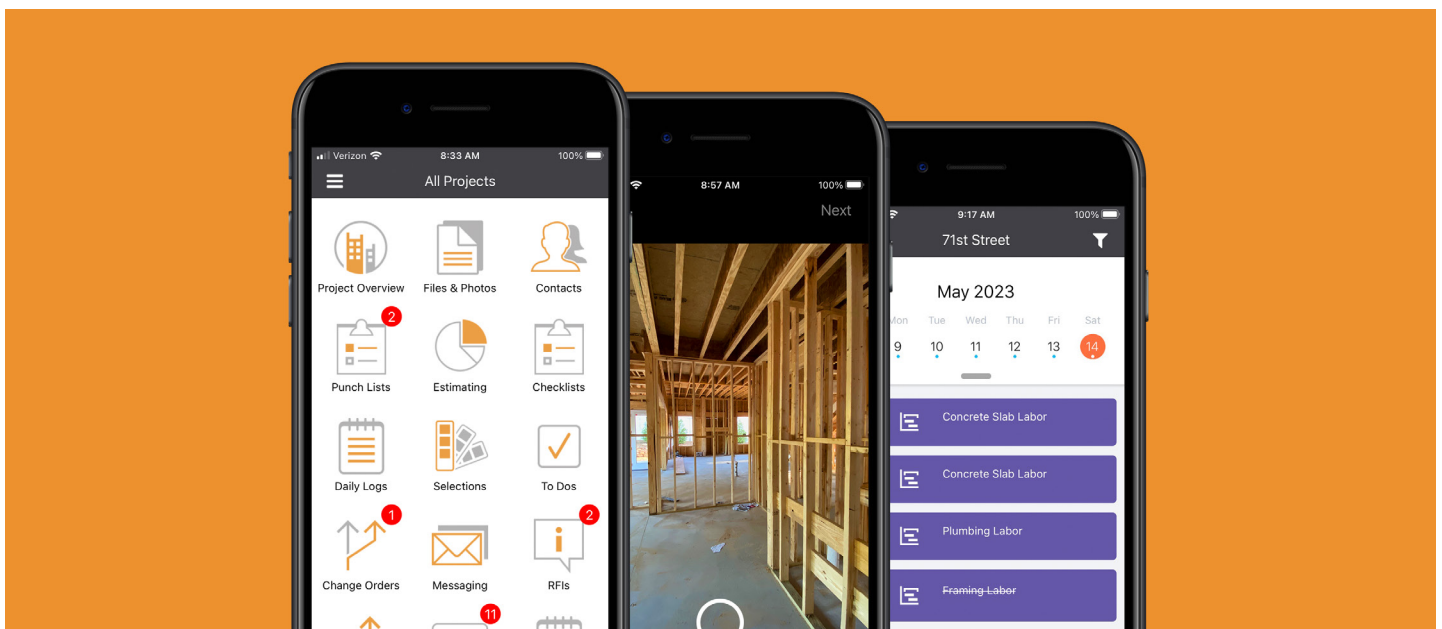 Verizon 8:33 AM 100%
All Projects
Project Overview Files & Photos Contacts
2
Punch Lists Estimating Checklists
Daily Logs Selections To Dos
1 2
Change Orders Messaging RFIs
11
8:57 AM 100%
Next
9:17 AM 100%
71st Street
May 2023
Mon Tue Wed Thu Fri Sat
9 10 11 12 13 14
Concrete Slab Labor
Concrete Slab Labor
Plumbing Labor
Framing Labor